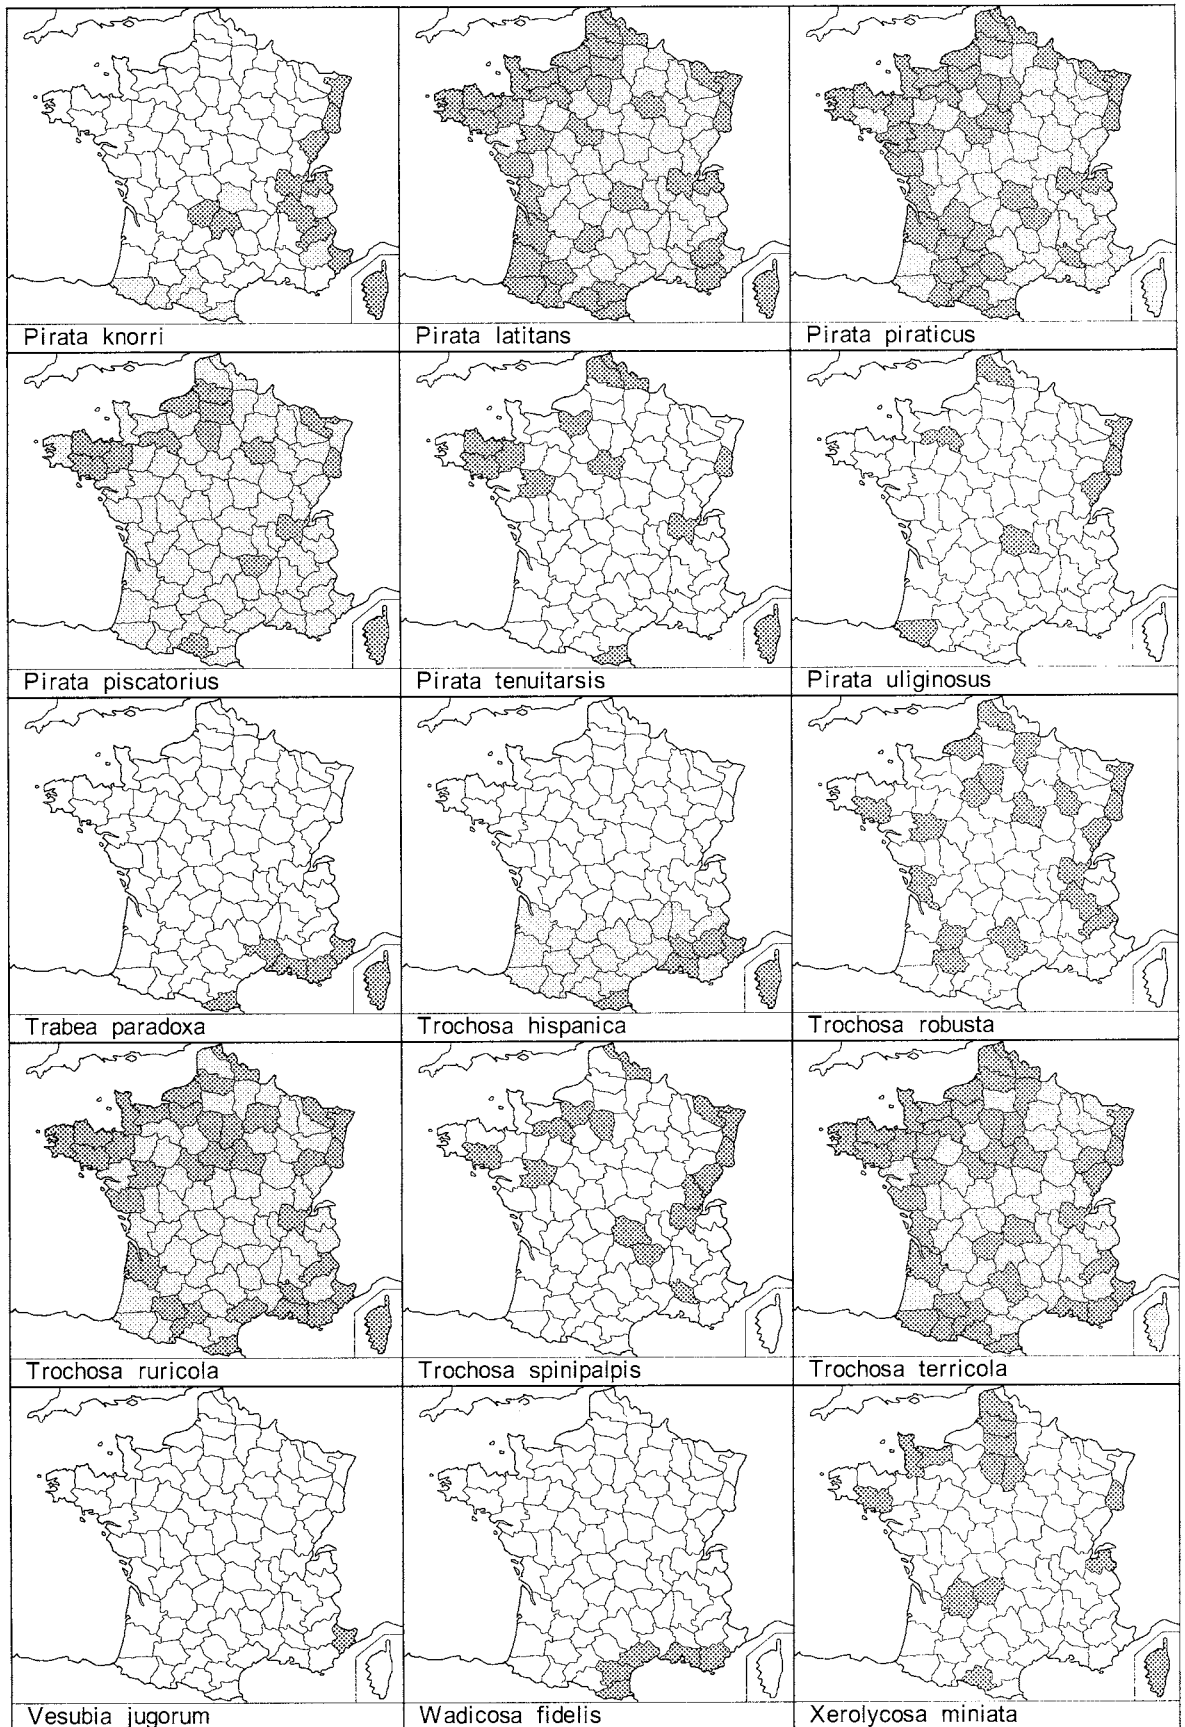 Pirata knorri
Pirata latitans
Pirata piraticus
Pirata piscatorius
Pirata tenuitarsis
Pirata uliginosus
Trabea paradoxa
Trochosa hispanica
Trochosa robusta
Trochosa ruricola
Trochosa spinipalpis
Trochosa terricola
Vesubia jugorum
Wadicosa fidelis
Xerolycosa miniata